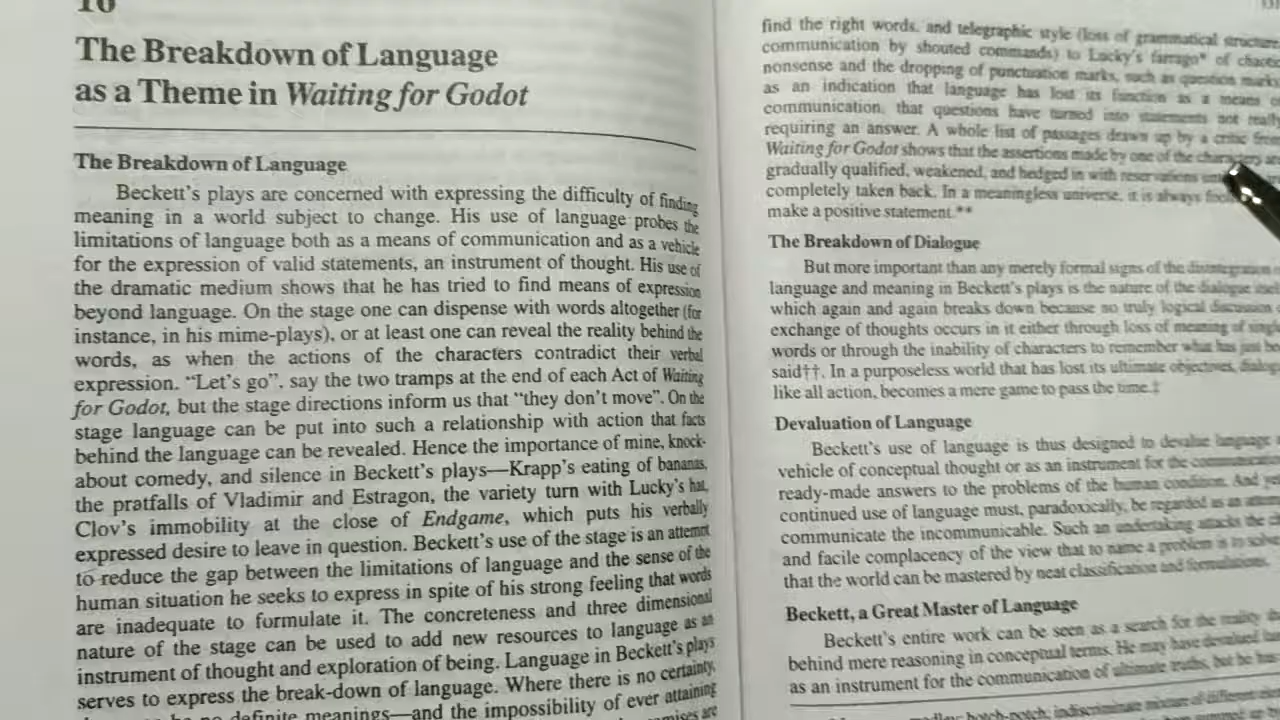 10
The Breakdown of Language
as a Theme in Waiting for Godot
The Breakdown of Language
Beckett's plays are concerned with expressing the difficulty of finding
meaning in a world subject to change. His use of language probes the
limitations of language both as a means of communication and as a vehicle
for the expression of valid statements, an instrument of thought. His use of
the dramatic medium shows that he has tried to find means of expression
beyond language. On the stage one can dispense with words altogether (for
instance, in his mime-plays), or at least one can reveal the reality behind the
words, as when the actions of the characters contradict their verbal
expression. “Let's go”, say the two tramps at the end of each Act of Waiting
for Godot, but the stage directions inform us that “they don't move”. On the
stage language can be put into such a relationship with action that facts
behind the language can be revealed. Hence the importance of mine, knock-
about comedy, and silence in Beckett's plays—Krapp's eating of bananas,
the pratfalls of Vladimir and Estragon, the variety turn with Lucky's hat,
Clov's immobility at the close of Endgame, which puts his verbally
expressed desire to leave in question. Beckett's use of the stage is an attempt
to reduce the gap between the limitations of language and the sense of the
human situation he seeks to express in spite of his strong feeling that words
are inadequate to formulate it. The concreteness and three dimensional
nature of the stage can be used to add new resources to language as an
instrument of thought and exploration of being. Language in Beckett's plays
serves to express the break-down of language. Where there is no certainty,
be no definite meanings—and the impossibility of ever attaining
find the right words, and telegraphic style (loss of grammatical structure
communication by shouted commands) to Lucky's farrago* of chaotic
nonsense and the dropping of punctuation marks, such as question marks
as an indication that language has lost its function as a means
communication, that questions have turned into statements not really
requiring an answer. A whole list of passages drawn up by a critic from
Waiting for Godot shows that the assertions made by one of the characters
gradually qualified, weakened, and hedged in with reservations
completely taken back. In a meaningless universe, it is always
make a positive statement.**
The Breakdown of Dialogue
But more important than any merely formal signs of the disintegration
language and meaning in Beckett's plays is the nature of the dialogue
which again and again breaks down because no truly logical discussion
exchange of thoughts occurs in it either through loss of meaning of
words or through the inability of characters to remember what has just
said††. In a purposeless world that has lost its ultimate objectives,
like all action, becomes a mere game to pass the time.‡
Devaluation of Language
Beckett's use of language is thus designed to devalue language
vehicle of conceptual thought or as an instrument for the
ready-made answers to the problems of the human condition. And yet
continued use of language must, paradoxically, be regarded as an
communicate the incommunicable. Such an undertaking attacks the
and facile complacency of the view that to name a problem is to solve
that the world can be mastered by neat classification and formulations.
Beckett, a Great Master of Language
Beckett's entire work can be seen as a search for the reality
behind mere reasoning in conceptual terms. He may have devalued
as an instrument for the communication of ultimate truths, but he
hotch-potch; indiscriminate mixture of different